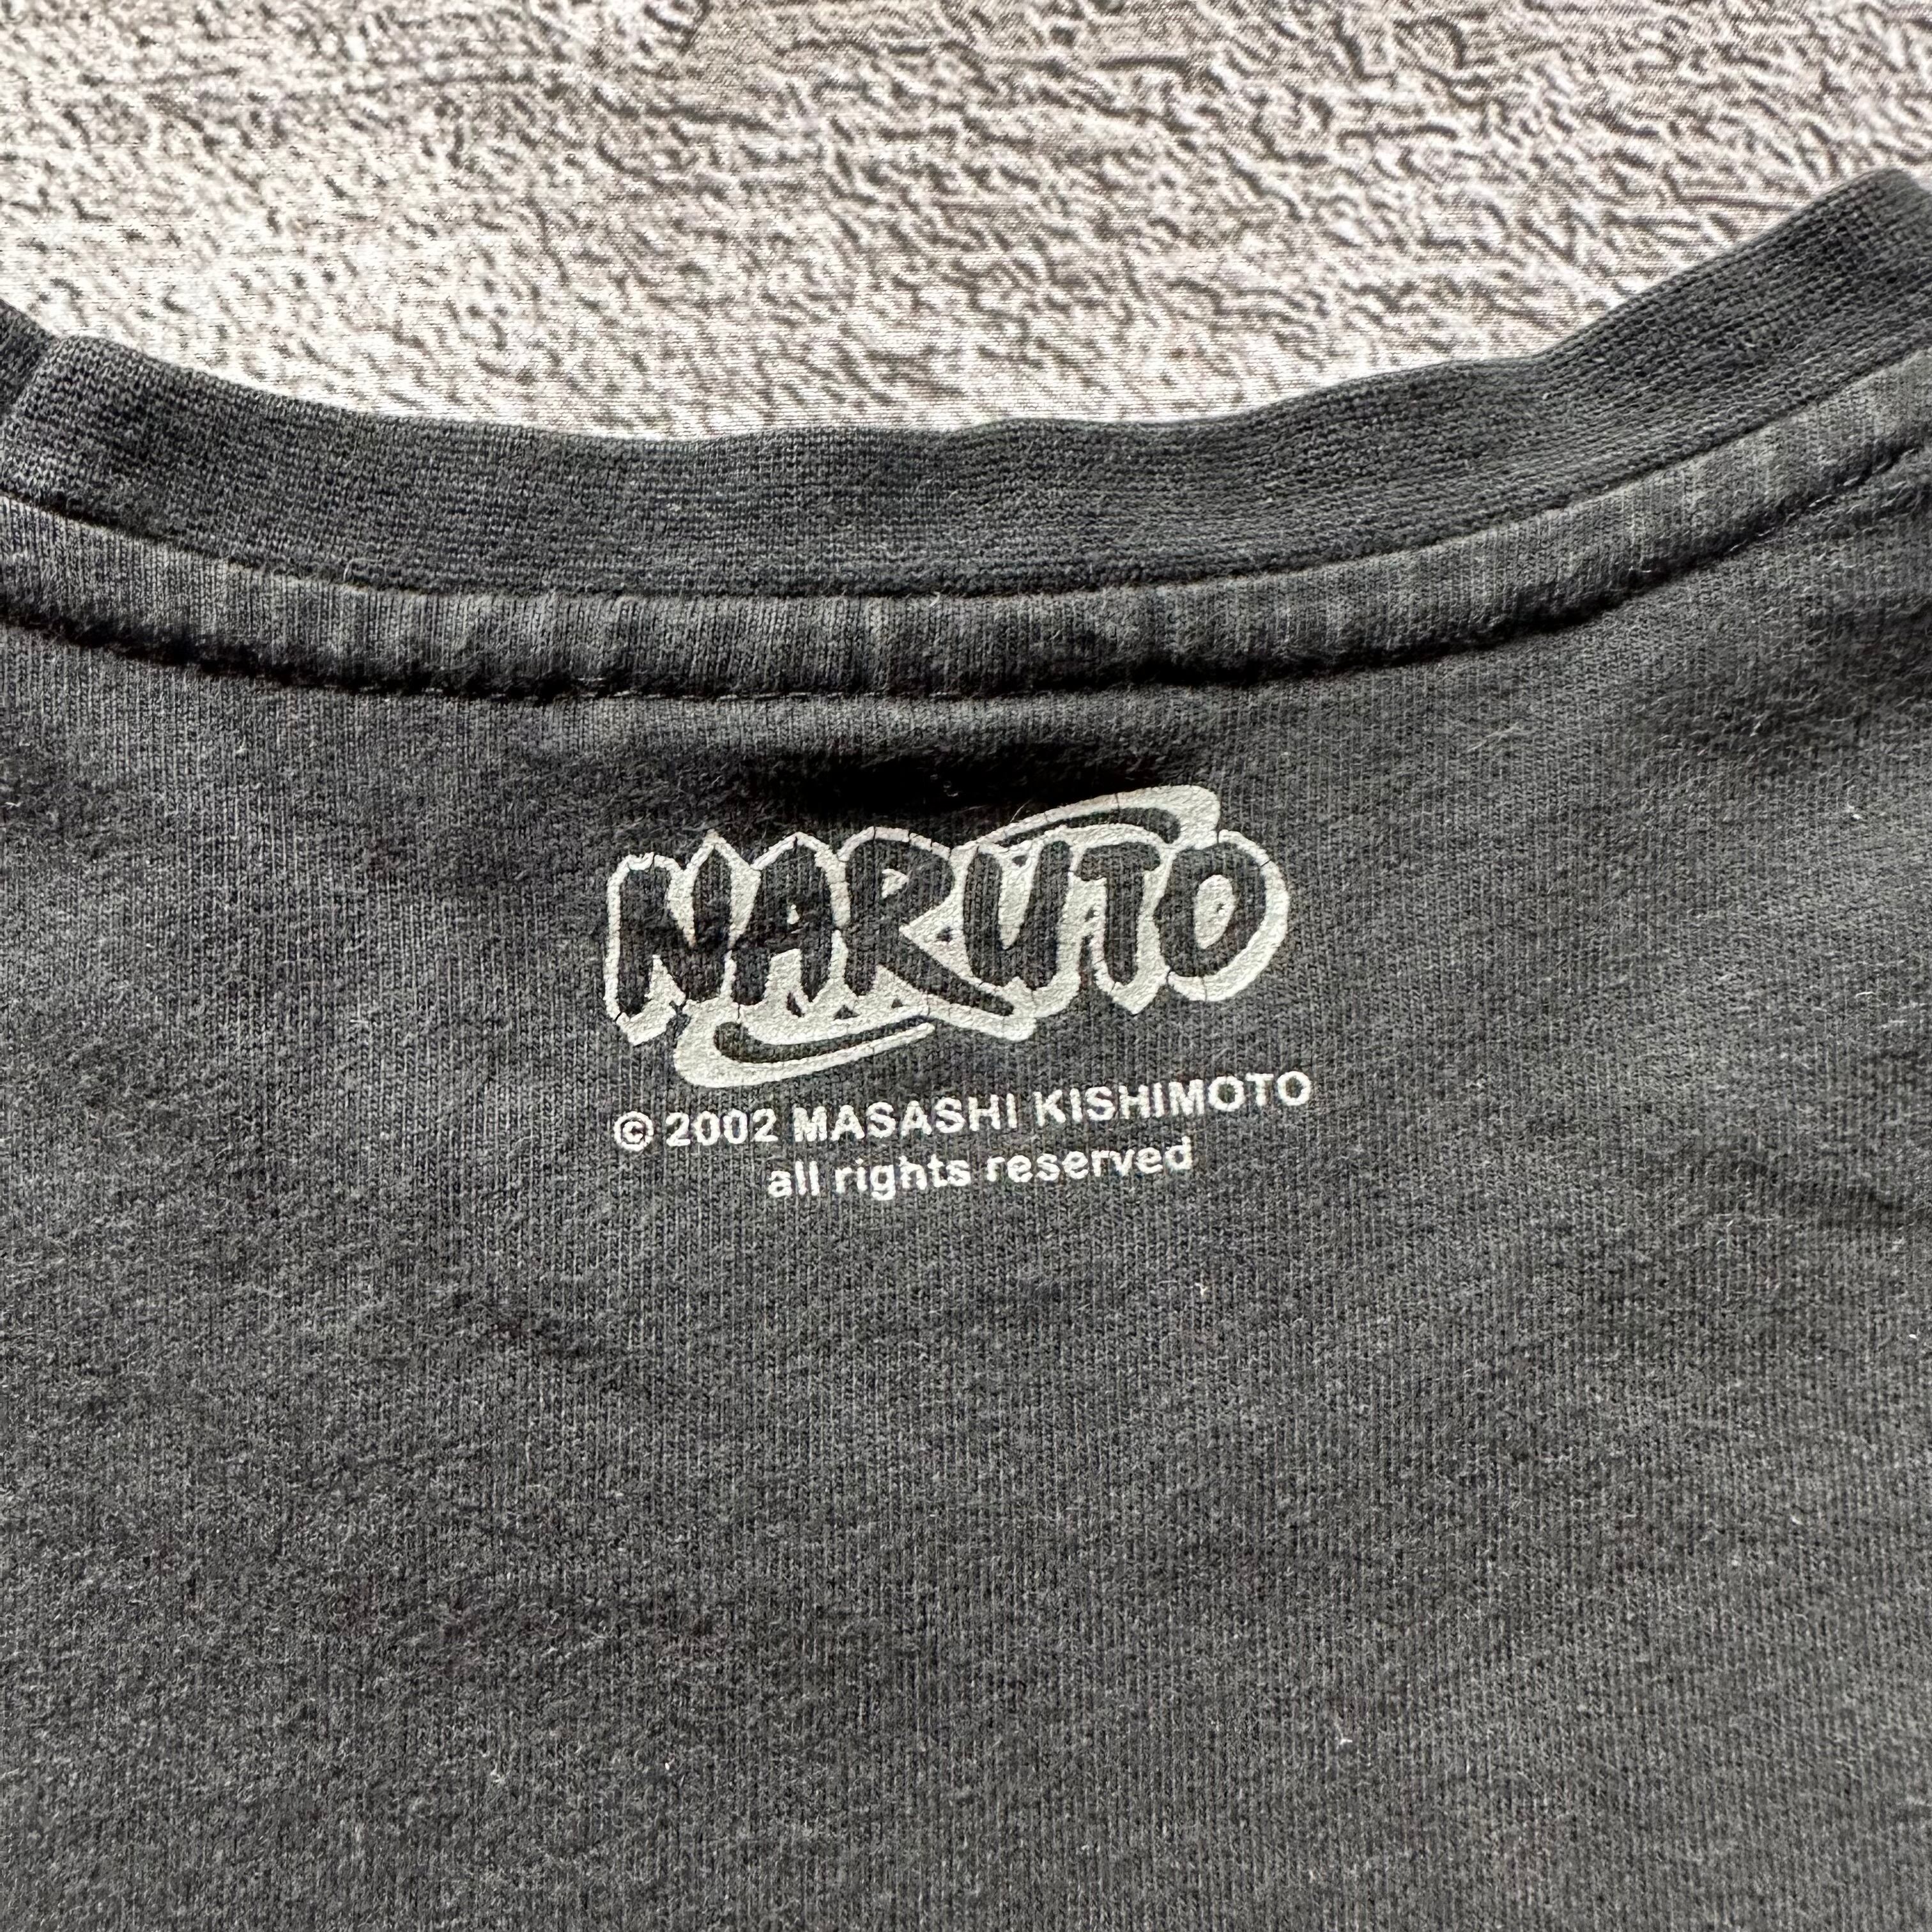 NARUTO
© 2002 MASASHI KISHIMOTO
all rights reserved